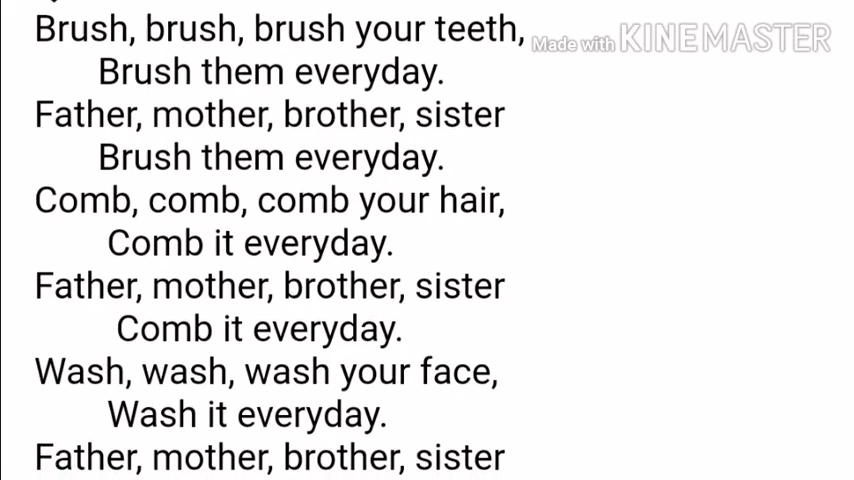 Brush, brush, brush your teeth,
Made with KINEMASTER
Brush them everyday.
Father, mother, brother, sister
Brush them everyday.
Comb, comb, comb your hair,
Comb it everyday.
Father, mother, brother, sister
Comb it everyday.
Wash, wash, wash your face,
Wash it everyday.
Father, mother, brother, sister